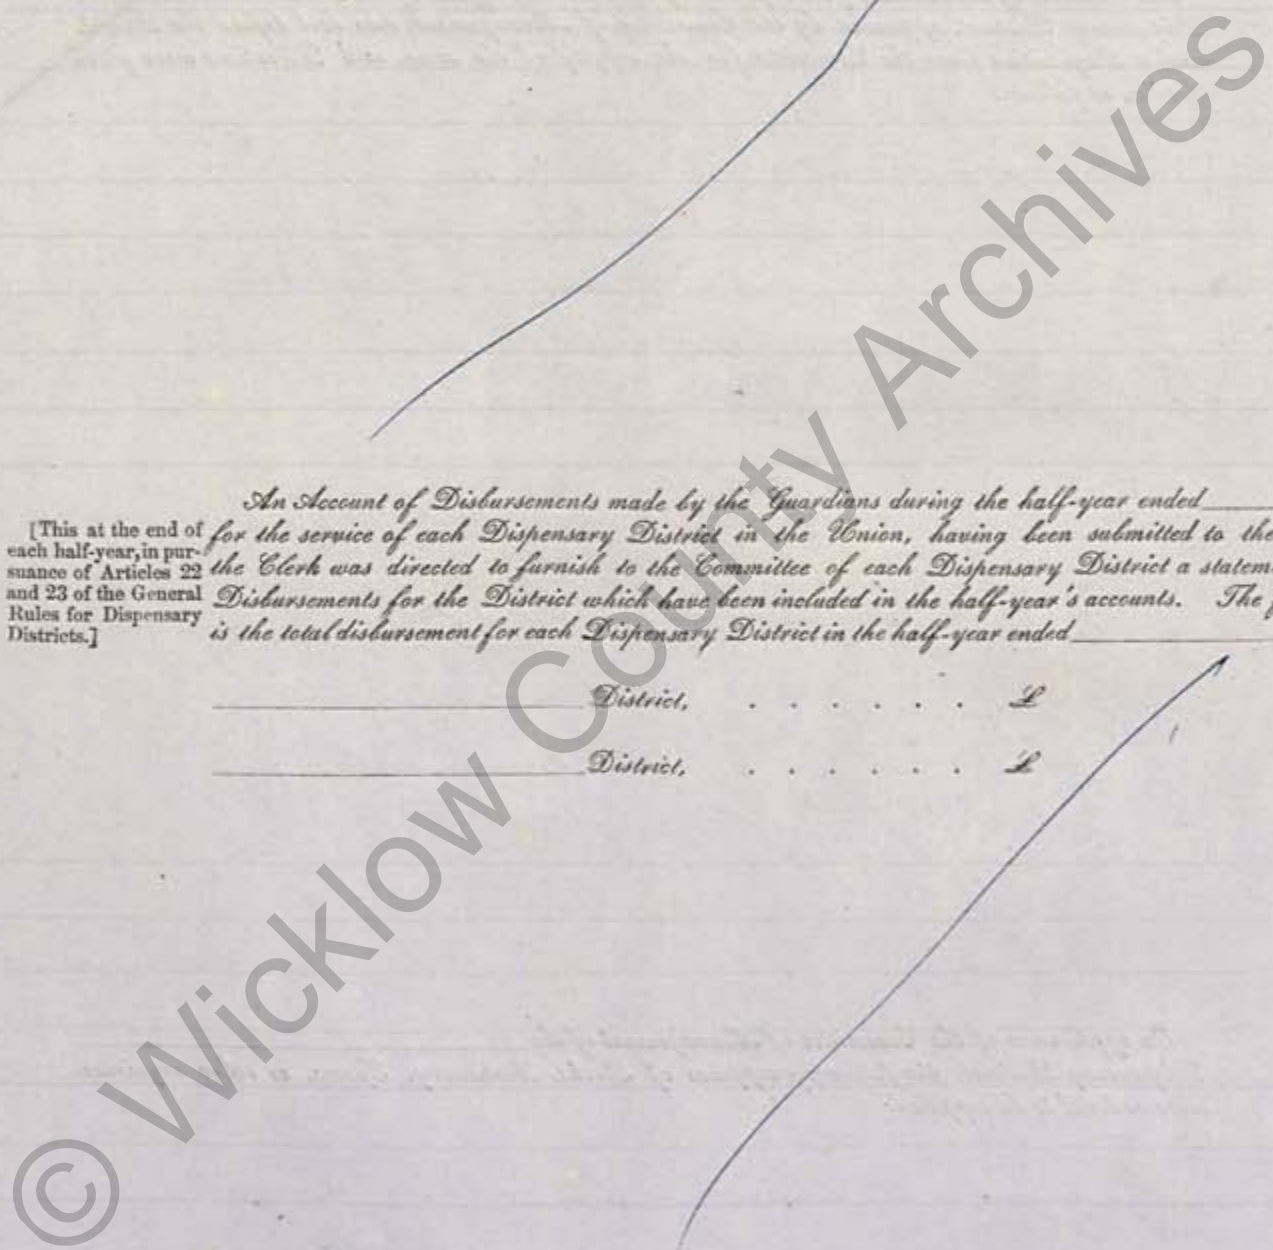 An Account of Disbursements made by the Guardians during the half-year ended
[This at the end of
each half-year, in pur-
suance of Articles 22
and 23 of the General
Rules for Dispensary
Districts.]
for the service of each Dispensary District in the Union, having been submitted to the
the Clerk was directed to furnish to the Committee of each Dispensary District a statem
Disbursements for the District which have been included in the half-year's accounts. The
is the total disbursement for each Dispensary District in the half-year ended
District, . . . . . . £
District, . . . . . . £
© Wicklow County Archives